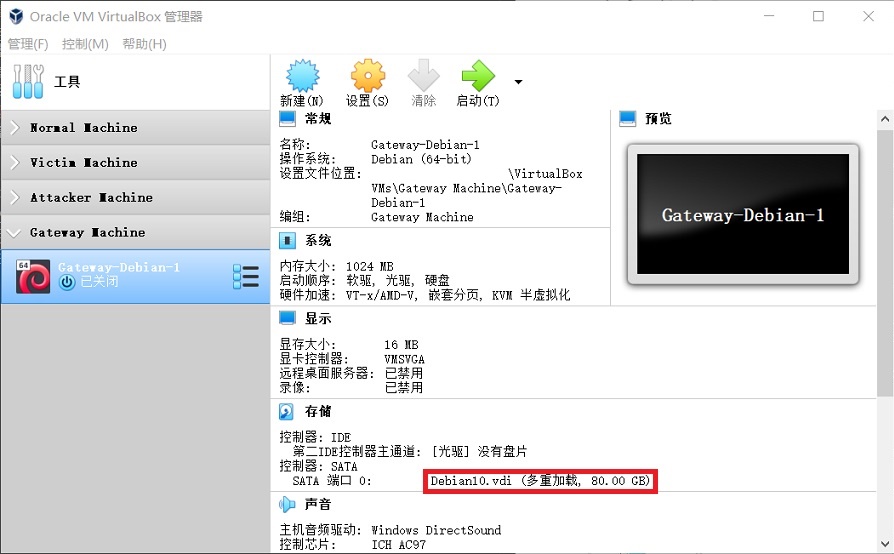 Oracle VM VirtualBox 管理器
管理(F) 控制(M) 帮助(H)
工具
新建(N) 设置(S) 清除 启动(T)
Normal Machine
Victim Machine
Attacker Machine
Gateway Machine
64
Gateway-Debian-1
已关闭
常规
名称: Gateway-Debian-1
操作系统: Debian (64-bit)
设置文件位置: \VirtualBox
VMs\Gateway Machine\Gateway-
Debian-1
编组: Gateway Machine
预览
Gateway-Debian-1
系统
内存大小: 1024 MB
启动顺序: 软驱, 光驱, 硬盘
硬件加速: VT-x/AMD-V, 嵌套分页, KVM 半虚拟化
显示
显存大小: 16 MB
显卡控制器: VMSVGA
远程桌面服务器: 已禁用
录像: 已禁用
存储
控制器: IDE
第二IDE控制器主通道: [光驱] 没有盘片
控制器: SATA
SATA 端口 0: Debian10.vdi (多重加载, 80.00 GB)
声音
主机音频驱动: Windows DirectSound
控制芯片: ICH AC97